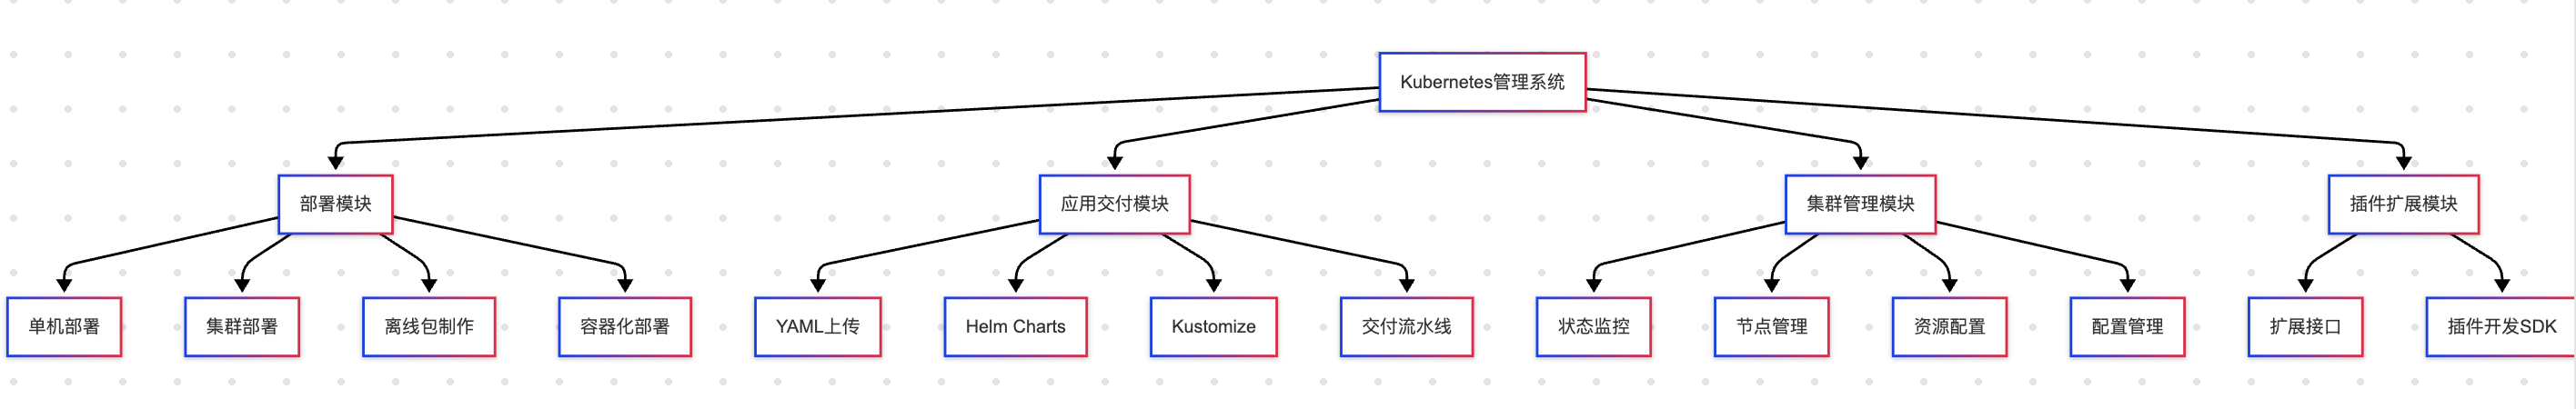 Kubernetes管理系统
部署模块
应用交付模块
集群管理模块
插件扩展模块
单机部署
集群部署
离线包制作
容器化部署
YAML上传
Helm Charts
Kustomize
交付流水线
状态监控
节点管理
资源配置
配置管理
扩展接口
插件开发SDK